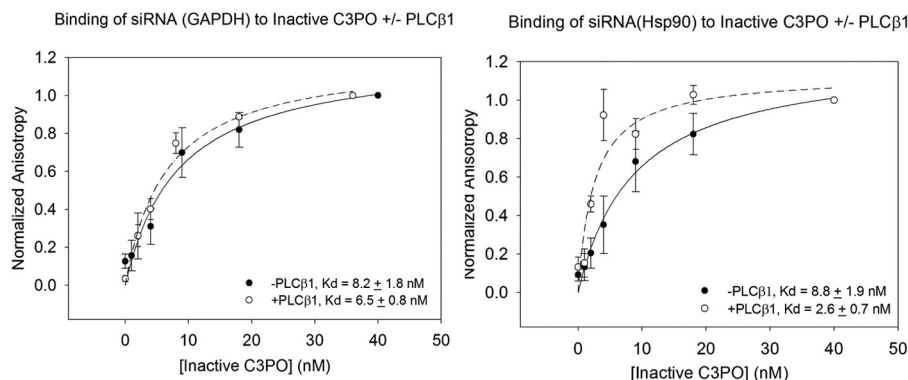 Binding of siRNA (GAPDH) to Inactive C3PO +/- PLCβ1
Normalized Anisotropy
1.2
1.0
0.8
0.6
0.4
0.2
0.0
-PLCβ1, Kd = 8.2 ± 1.8 nM
+PLCβ1, Kd = 6.5 ± 0.8 nM
0 10 20 30 40 50
[Inactive C3PO] (nM)
Binding of siRNA(Hsp90) to Inactive C3PO +/- PLCβ1
Normalized Anisotropy
1.2
1.0
0.8
0.6
0.4
0.2
0.0
-PLCβ1, Kd = 8.8 ± 1.9 nM
+PLCβ1, Kd = 2.6 ± 0.7 nM
0 10 20 30 40 50
[Inactive C3PO] (nM)